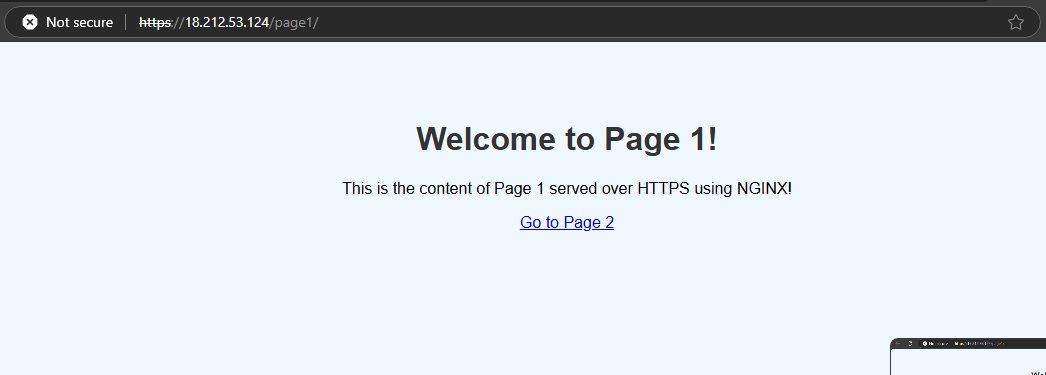 Not secure https://18.212.53.124/page1/
Welcome to Page 1!
This is the content of Page 1 served over HTTPS using NGINX!
Go to Page 2